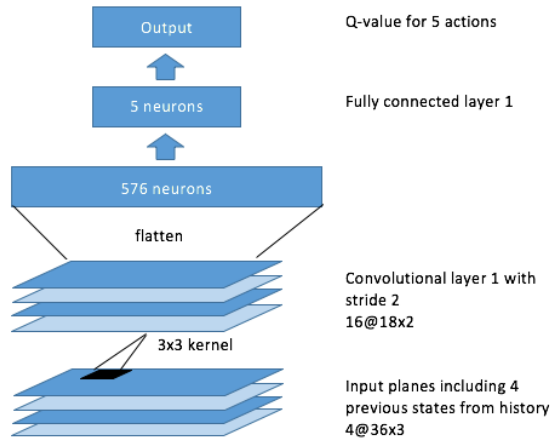 Output
Q-value for 5 actions
5 neurons
Fully connected layer 1
576 neurons
flatten
Convolutional layer 1 with
stride 2
16@18x2
3x3 kernel
Input planes including 4
previous states from history
4@36x3